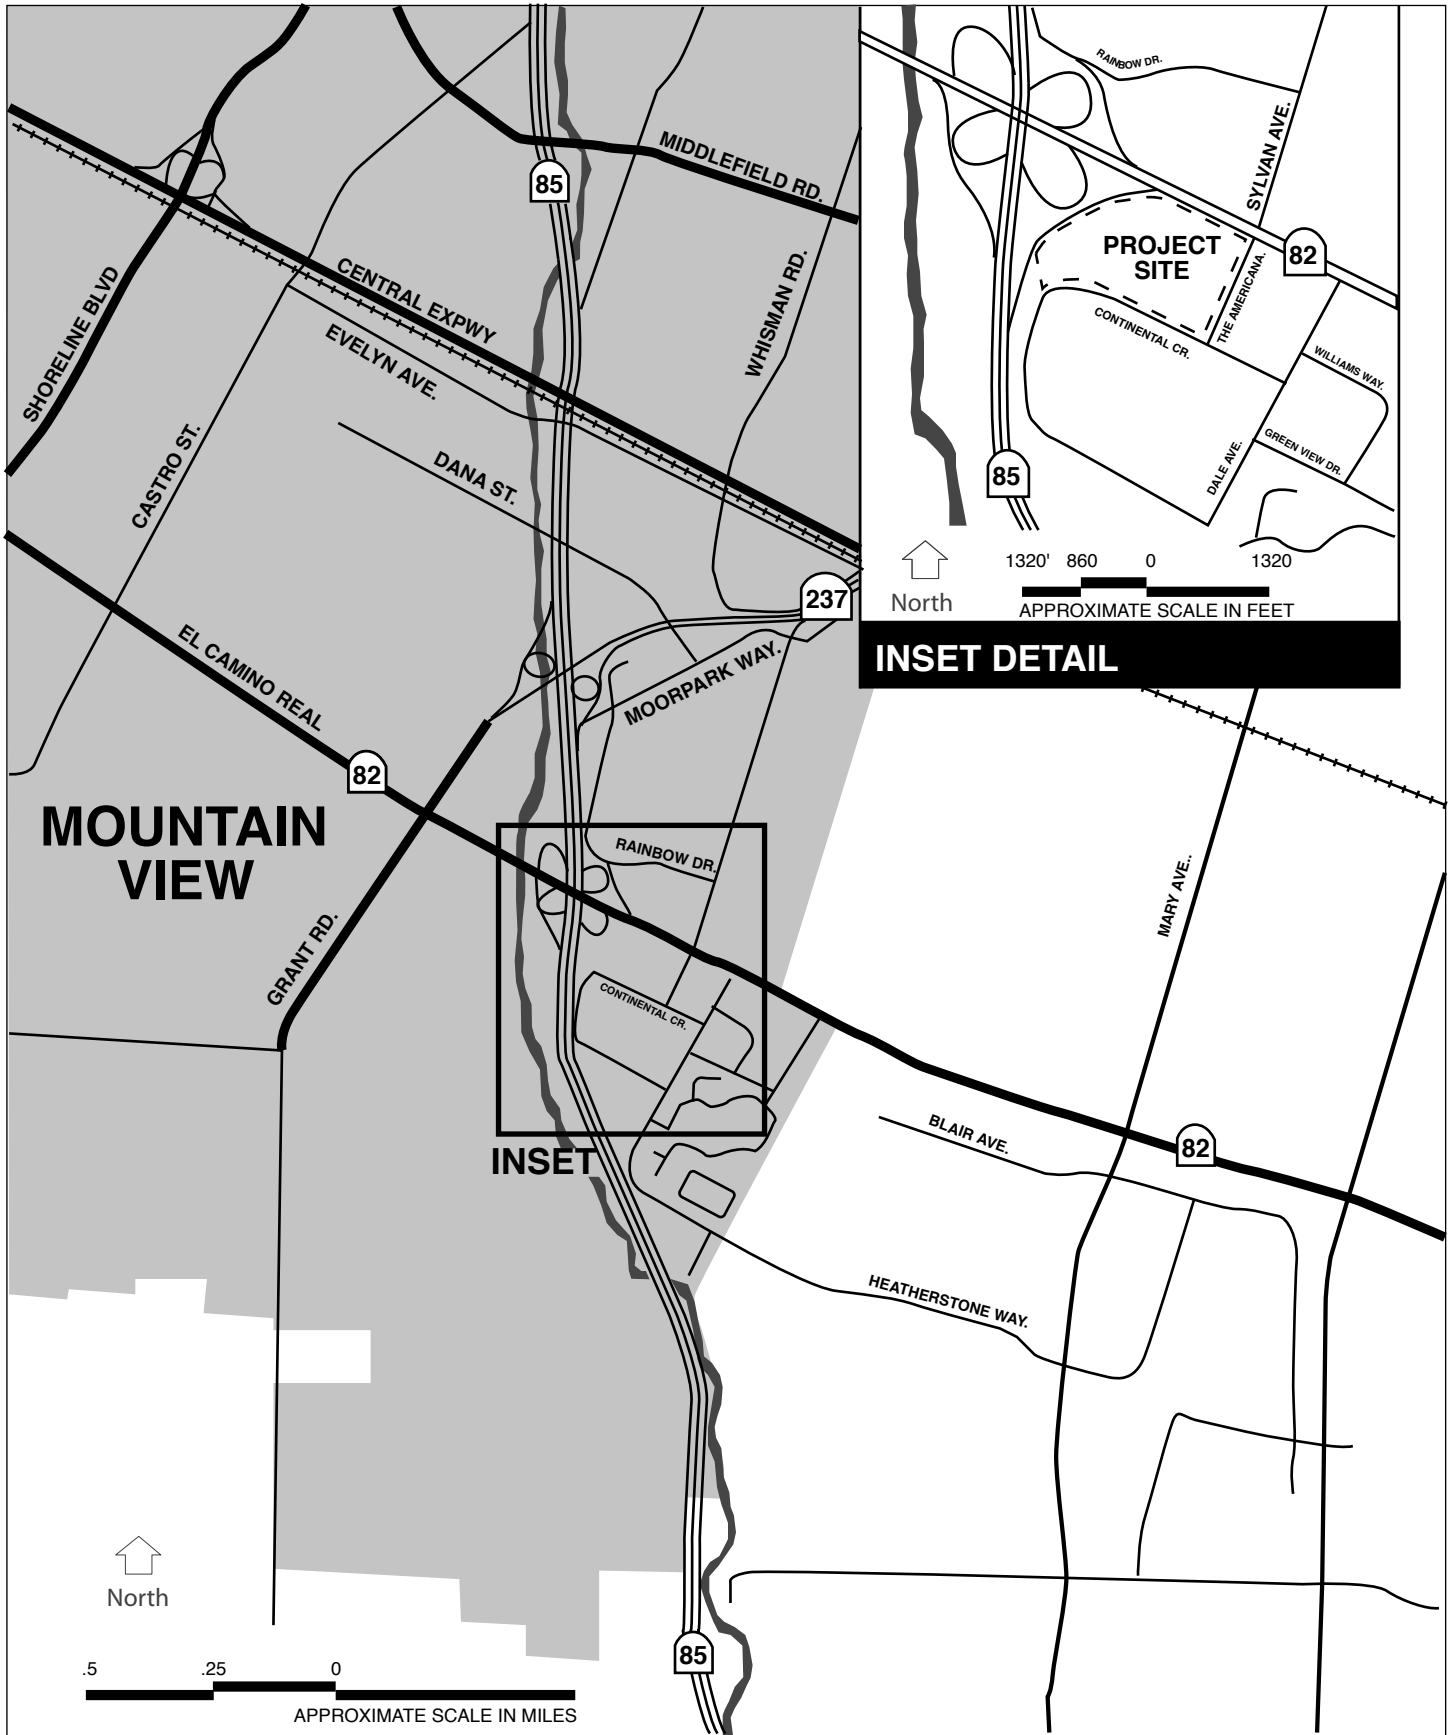 MIDDLEFIELD RD.
85
SHORELINE BLVD
CENTRAL EXPWY
EVELYN AVE.
WHISMAN RD.
CASTRO ST.
DANA ST.
237
MOORPARK WAY.
EL CAMINO REAL
82
MOUNTAIN
VIEW
GRANT RD.
RAINBOW DR.
CONTINENTAL CR.
INSET
MARY AVE..
BLAIR AVE.
82
HEATHERSTONE WAY.
85
North
.5 .25 0
APPROXIMATE SCALE IN MILES
RAINBOW DR.
SYLVAN AVE.
PROJECT
SITE
82
THE AMERICANA.
CONTINENTAL CR.
WILLIAMS WAY.
GREEN VIEW DR.
DALE AVE.
85
North
1320' 860 0 1320
APPROXIMATE SCALE IN FEET
INSET DETAIL